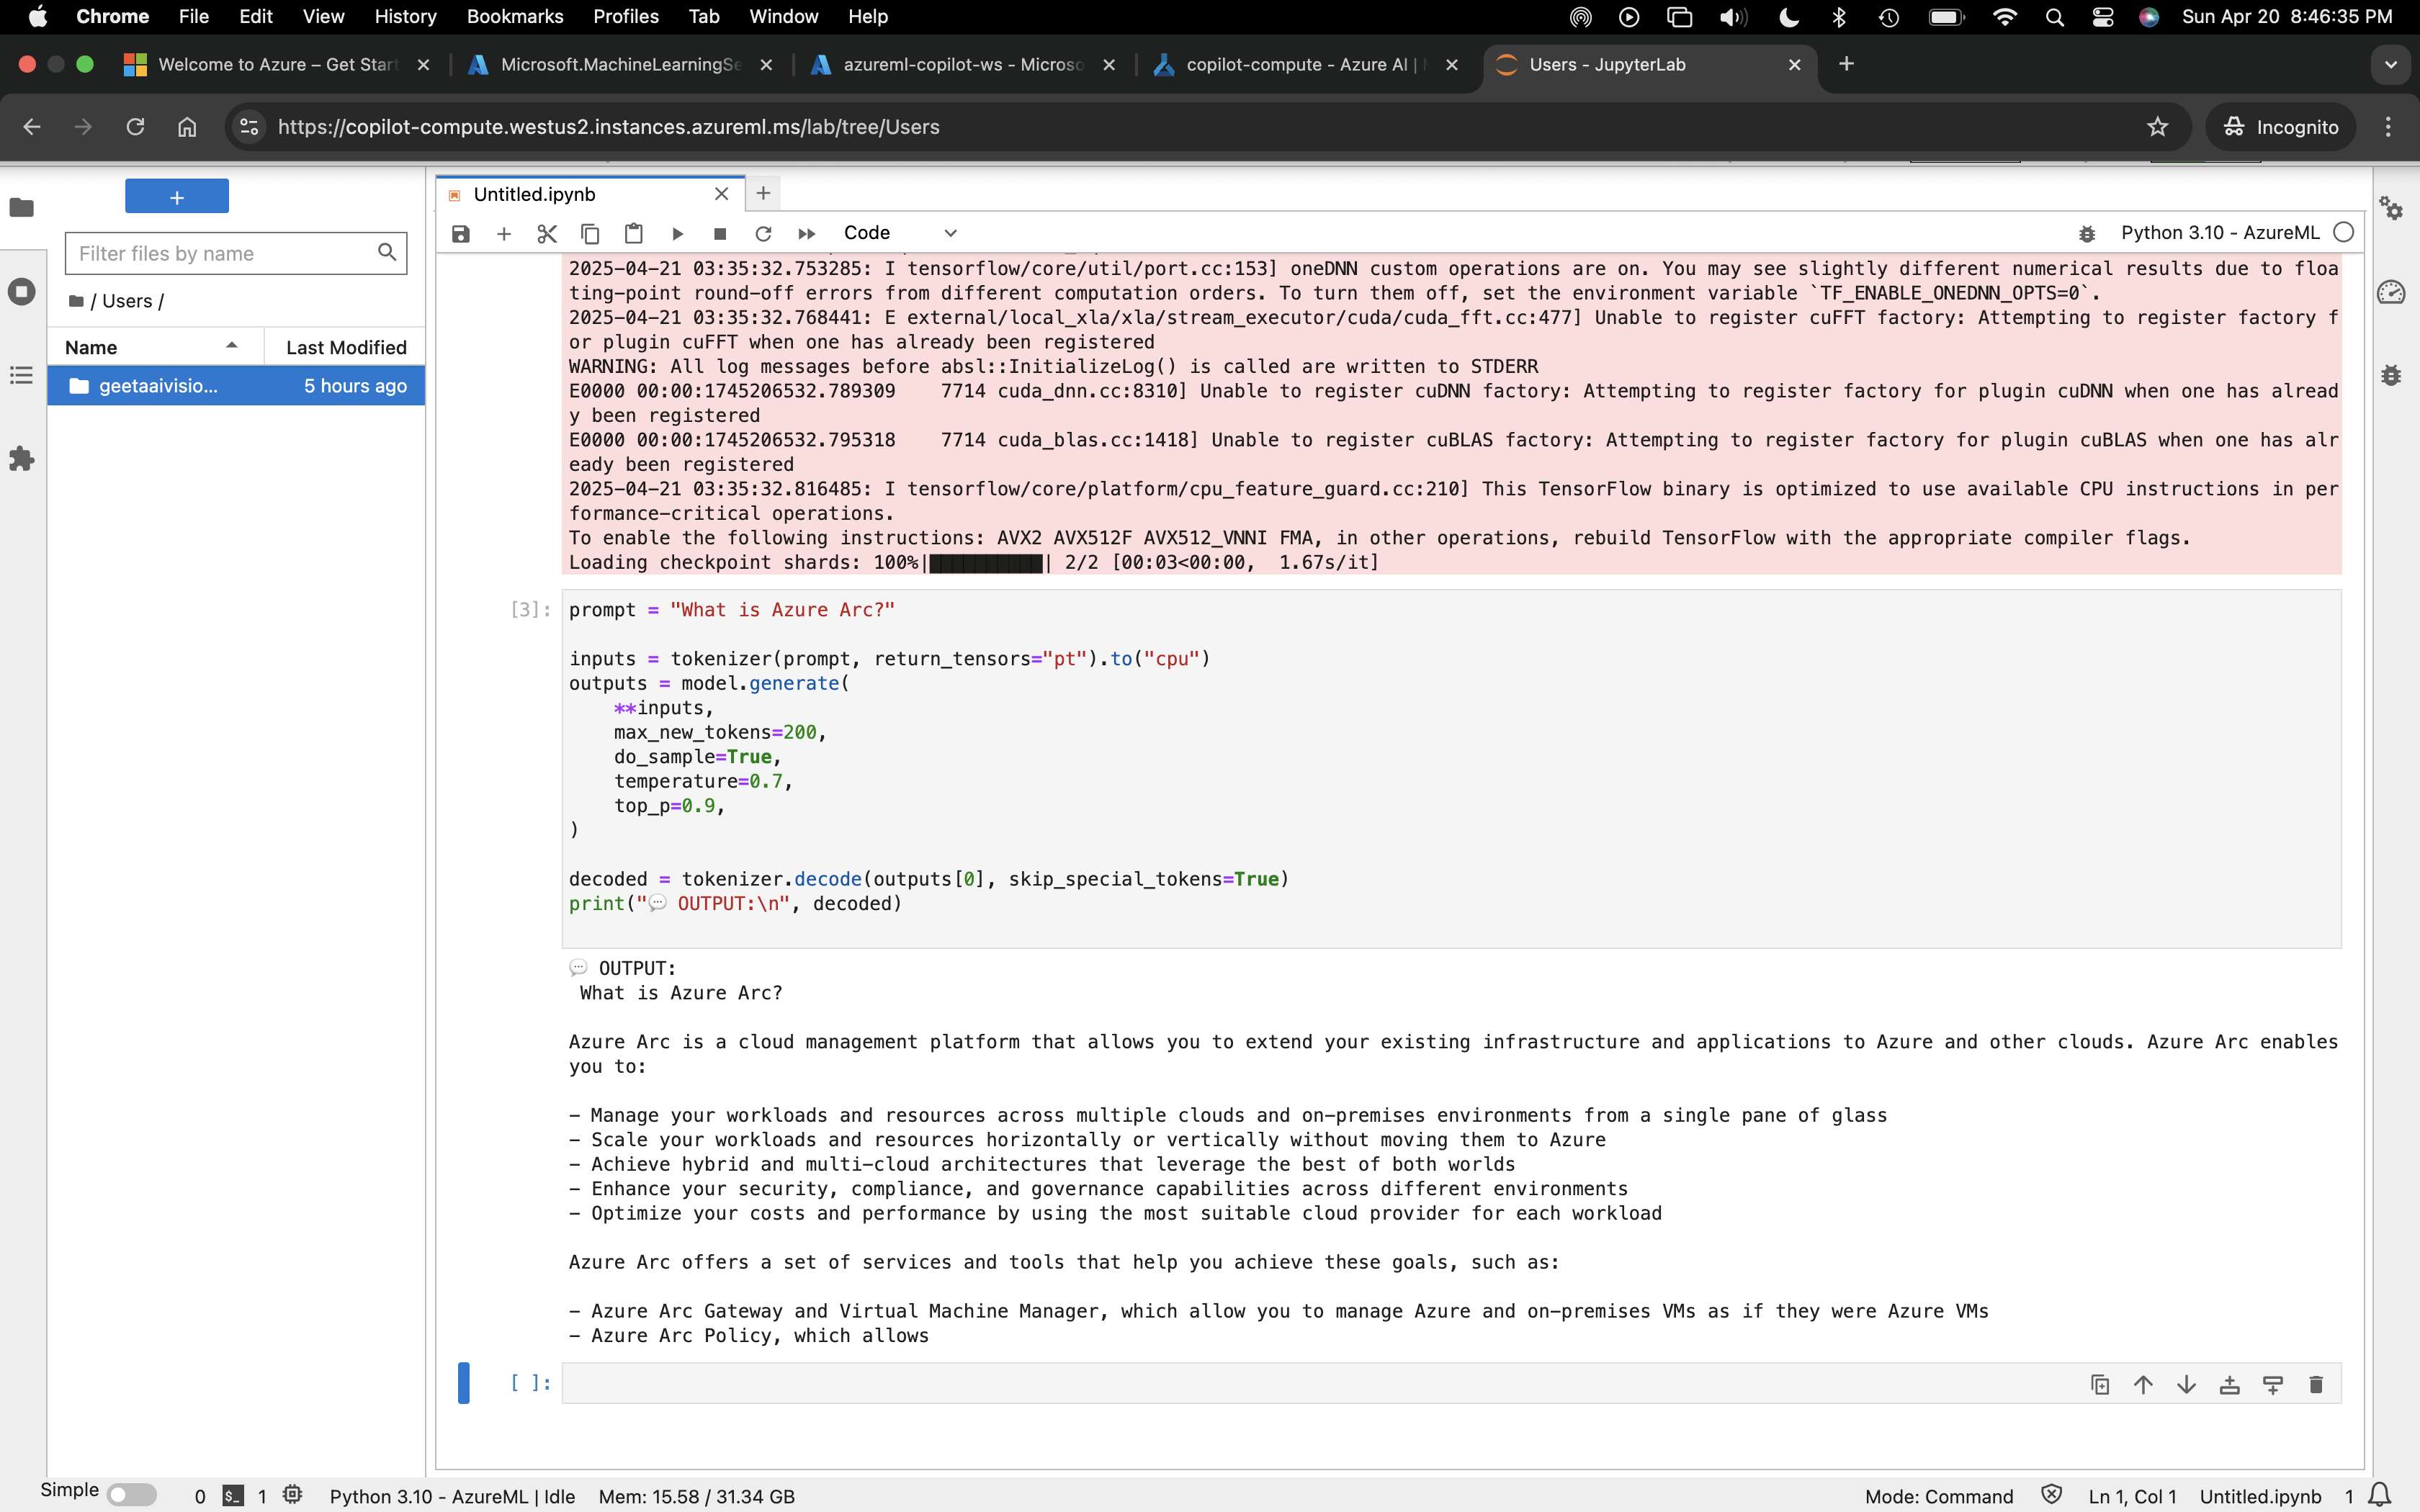 Chrome File Edit View History Bookmarks Profiles Tab Window Help Sun Apr 20 8:46:35 PM
Welcome to Azure – Get Start Microsoft.MachineLearningSe azureml-copilot-ws - Microso copilot-compute - Azure AI | Users - JupyterLab
https://copilot-compute.westus2.instances.azureml.ms/lab/tree/Users Incognito
Untitled.ipynb
Code Python 3.10 - AzureML
Filter files by name
/ Users /
Name Last Modified
geetaaivisio... 5 hours ago
2025-04-21 03:35:32.753285: I tensorflow/core/util/port.cc:153] oneDNN custom operations are on. You may see slightly different numerical results due to floa
ting-point round-off errors from different computation orders. To turn them off, set the environment variable `TF_ENABLE_ONEDNN_OPTS=0`.
2025-04-21 03:35:32.768441: E external/local_xla/xla/stream_executor/cuda/cuda_fft.cc:477] Unable to register cuFFT factory: Attempting to register factory f
or plugin cuFFT when one has already been registered
WARNING: All log messages before absl::InitializeLog() is called are written to STDERR
E0000 00:00:1745206532.789309    7714 cuda_dnn.cc:8310] Unable to register cuDNN factory: Attempting to register factory for plugin cuDNN when one has alread
y been registered
E0000 00:00:1745206532.795318    7714 cuda_blas.cc:1418] Unable to register cuBLAS factory: Attempting to register factory for plugin cuBLAS when one has alr
eady been registered
2025-04-21 03:35:32.816485: I tensorflow/core/platform/cpu_feature_guard.cc:210] This TensorFlow binary is optimized to use available CPU instructions in per
formance-critical operations.
To enable the following instructions: AVX2 AVX512F AVX512_VNNI FMA, in other operations, rebuild TensorFlow with the appropriate compiler flags.
Loading checkpoint shards: 100%|██████████| 2/2 [00:03<00:00,  1.67s/it]
[3]: prompt = "What is Azure Arc?"
inputs = tokenizer(prompt, return_tensors="pt").to("cpu")
outputs = model.generate(
    **inputs,
    max_new_tokens=200,
    do_sample=True,
    temperature=0.7,
    top_p=0.9,
)
decoded = tokenizer.decode(outputs[0], skip_special_tokens=True)
print("💬 OUTPUT:\n", decoded)
💬 OUTPUT:
What is Azure Arc?
Azure Arc is a cloud management platform that allows you to extend your existing infrastructure and applications to Azure and other clouds. Azure Arc enables
you to:
- Manage your workloads and resources across multiple clouds and on-premises environments from a single pane of glass
- Scale your workloads and resources horizontally or vertically without moving them to Azure
- Achieve hybrid and multi-cloud architectures that leverage the best of both worlds
- Enhance your security, compliance, and governance capabilities across different environments
- Optimize your costs and performance by using the most suitable cloud provider for each workload
Azure Arc offers a set of services and tools that help you achieve these goals, such as:
- Azure Arc Gateway and Virtual Machine Manager, which allow you to manage Azure and on-premises VMs as if they were Azure VMs
- Azure Arc Policy, which allows
[ ]:
Simple 0 $_ 1 Python 3.10 - AzureML | Idle Mem: 15.58 / 31.34 GB Mode: Command Ln 1, Col 1 Untitled.ipynb 1